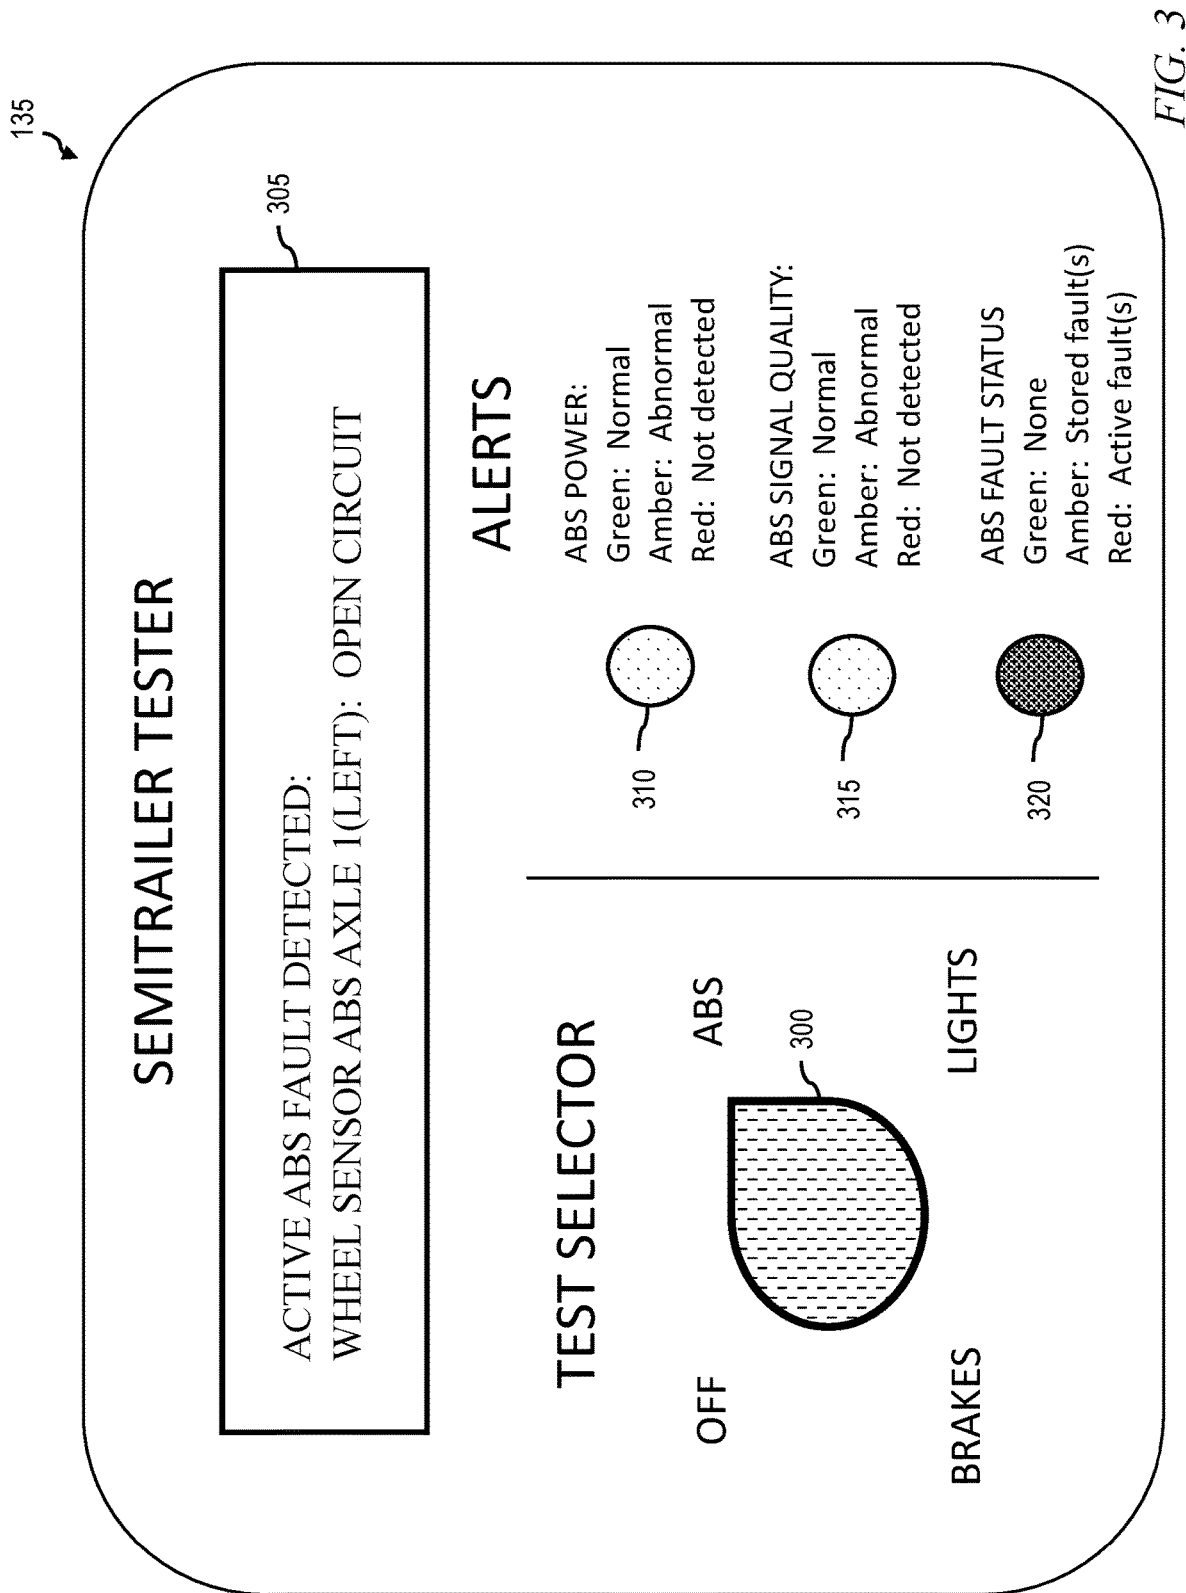 135
SEMITRAILER TESTER
305
ACTIVE ABS FAULT DETECTED:
WHEEL SENSOR ABS AXLE 1(LEFT): OPEN CIRCUIT
TEST SELECTOR
OFF
ABS
300
BRAKES
LIGHTS
ALERTS
310
ABS POWER:
Green: Normal
Amber: Abnormal
Red: Not detected
315
ABS SIGNAL QUALITY:
Green: Normal
Amber: Abnormal
Red: Not detected
320
ABS FAULT STATUS
Green: None
Amber: Stored fault(s)
Red: Active fault(s)
FIG. 3